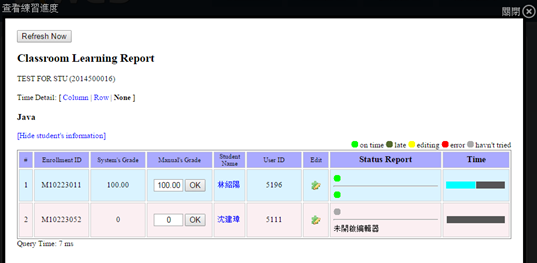 查看練習進度
關閉
Refresh Now
Classroom Learning Report
TEST FOR STU (2014500016)
Time Detail: [ Column | Row | None ]
Java
[Hide student's information]
on time late editing error havn't tried
# Enrollment ID System's Grade Manual's Grade Student Name User ID Edit Status Report Time
1 M10223011 100.00 100.00 OK 林紹陽 5196
2 M10223052 0 0 OK 沈建瑋 5111 未開啟編輯器
Query Time: 7 ms